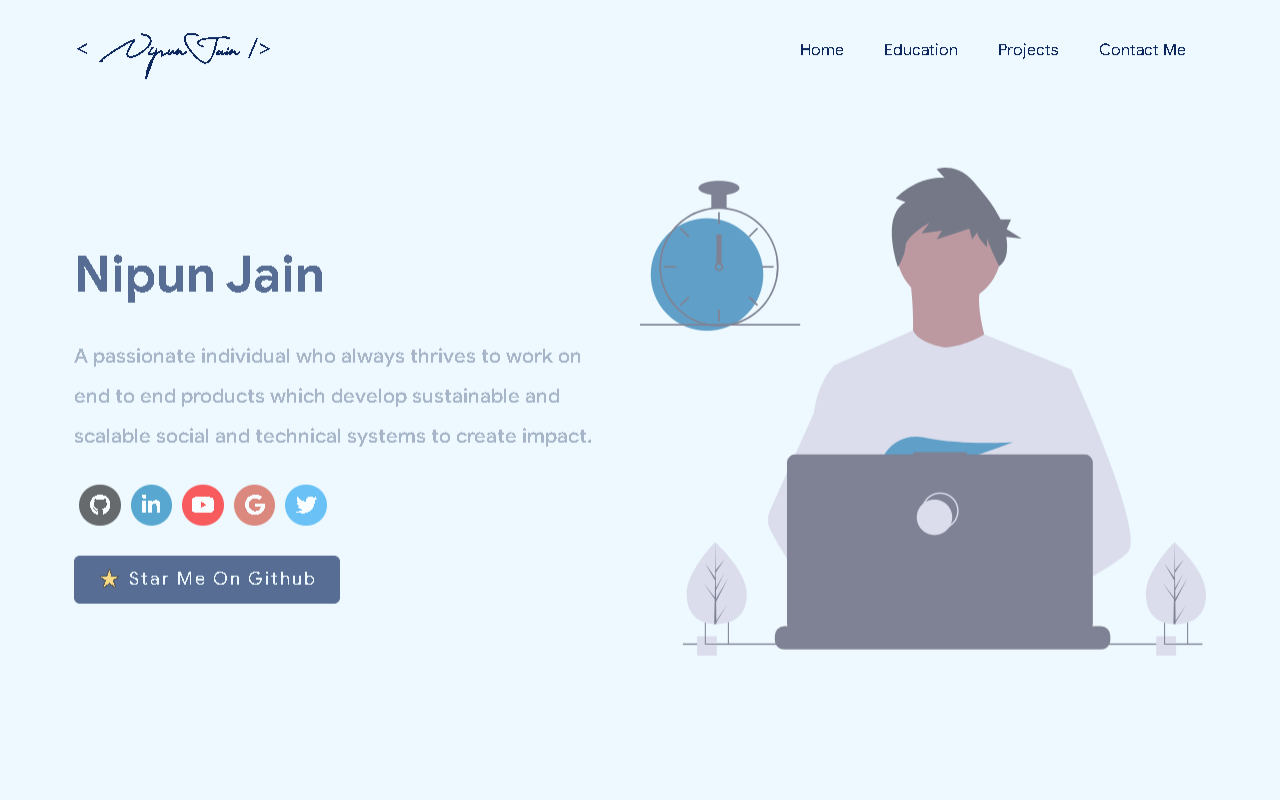 < Nipun Jain />
Home Education Projects Contact Me
Nipun Jain
A passionate individual who always thrives to work on
end to end products which develop sustainable and
scalable social and technical systems to create impact.
in G
⭐ Star Me On Github